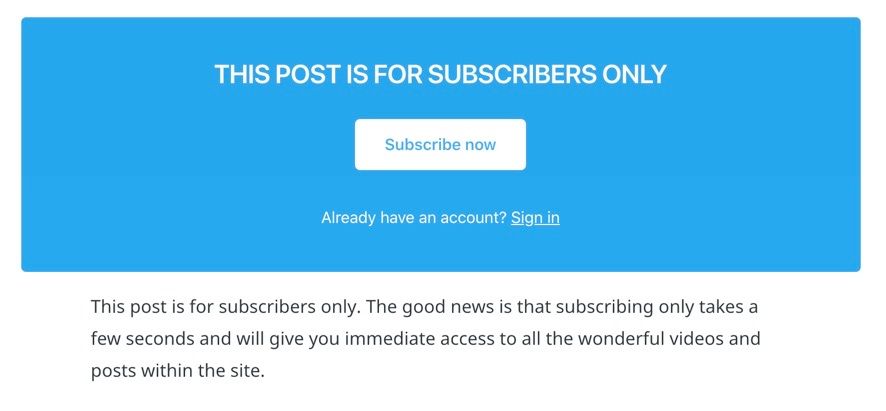 THIS POST IS FOR SUBSCRIBERS ONLY
Subscribe now
Already have an account? Sign in
This post is for subscribers only. The good news is that subscribing only takes a
few seconds and will give you immediate access to all the wonderful videos and
posts within the site.